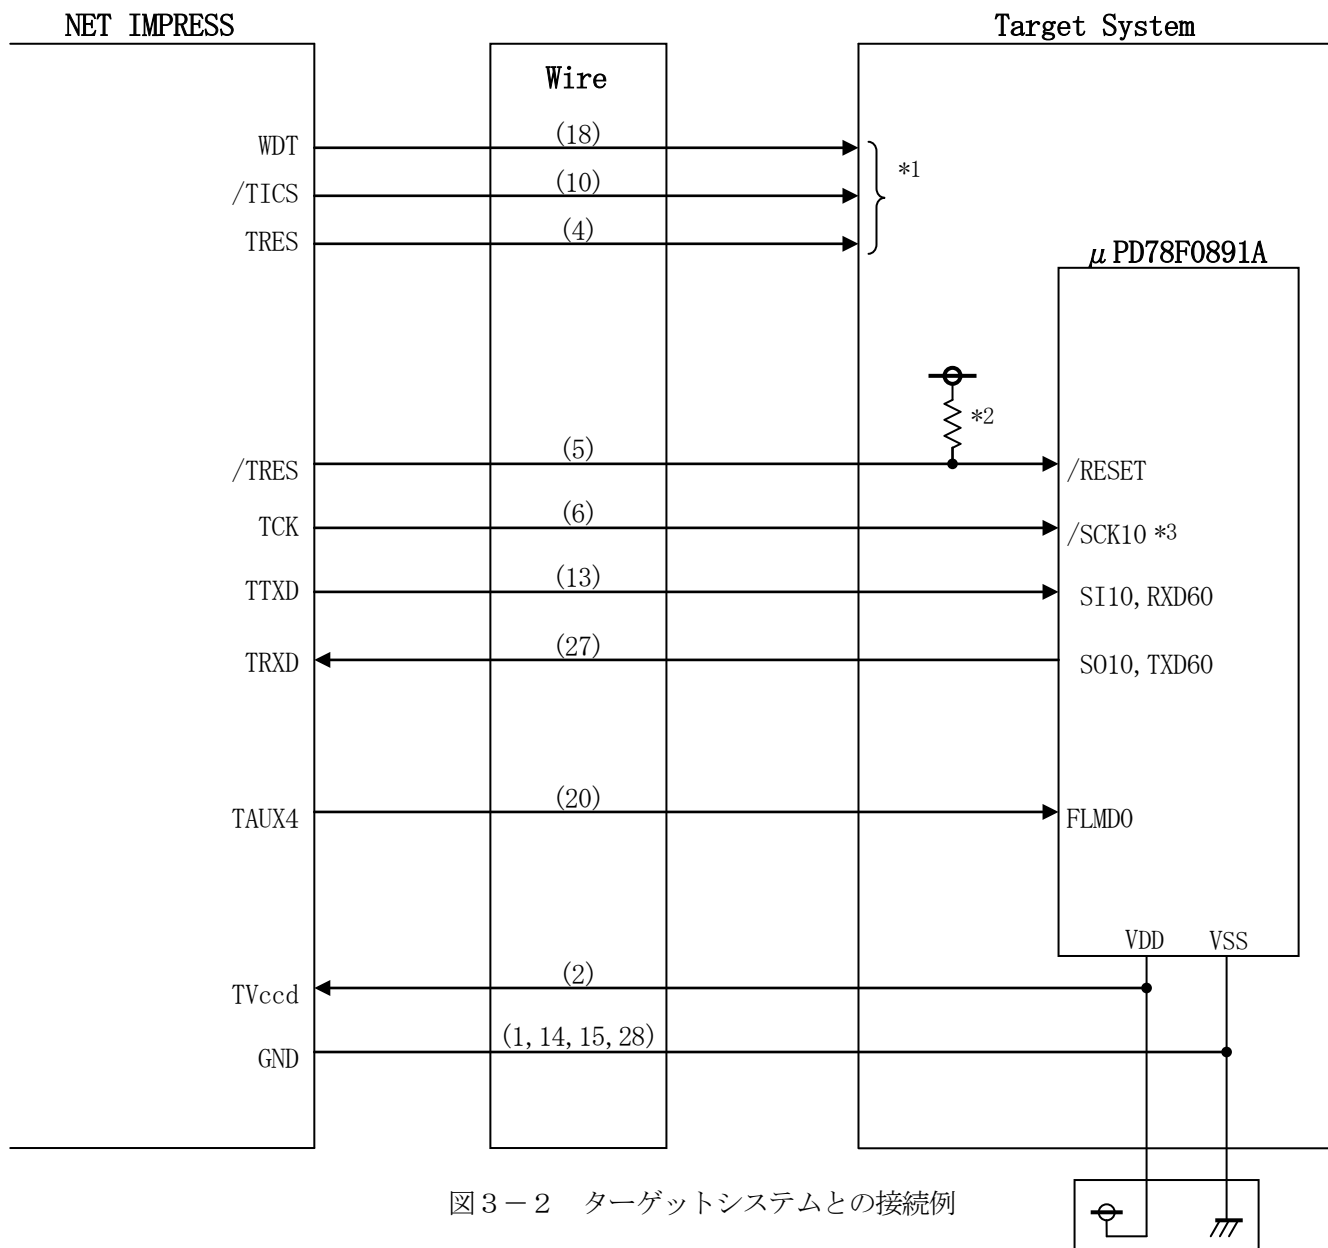 NET IMPRESS
Target System
Wire
WDT (18)
*1
/TICS (10)
TRES (4)
μPD78F0891A
*2
/TRES (5) /RESET
TCK (6) /SCK10 *3
TTXD (13) SI10,RXD60
TRXD (27) SO10,TXD60
TAUX4 (20) FLMD0
VDD VSS
TVccd (2)
GND (1,14,15,28)
図3-2 ターゲットシステムとの接続例